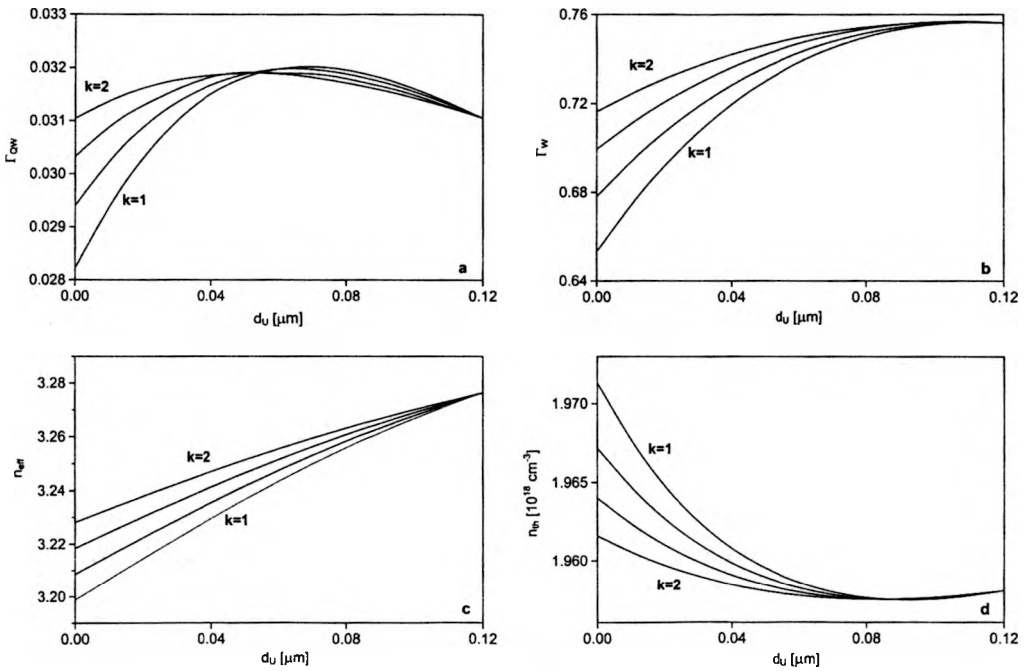 0.033
0.032
0.031
0.030
0.029
0.028
Γ_QW
k=2
k=1
a
0.00 0.04 0.08 0.12
d_U [μm]
0.76
0.72
0.68
0.64
Γ_W
k=2
k=1
b
0.00 0.04 0.08 0.12
d_U [μm]
3.28
3.26
3.24
3.22
3.20
n_eff
k=2
k=1
c
0.00 0.04 0.08 0.12
d_U [μm]
1.970
1.965
1.960
n_th [10^18 cm^-3]
k=1
k=2
d
0.00 0.04 0.08 0.12
d_U [μm]